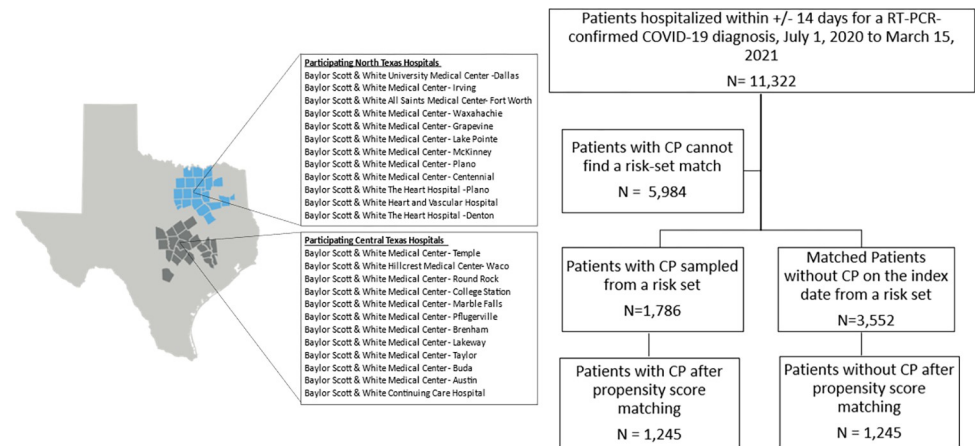 Participating North Texas Hospitals
Baylor Scott & White University Medical Center -Dallas
Baylor Scott & White Medical Center- Irving
Baylor Scott & White All Saints Medical Center- Fort Worth
Baylor Scott & White Medical Center- Waxahachie
Baylor Scott & White Medical Center- Grapevine
Baylor Scott & White Medical Center- Lake Pointe
Baylor Scott & White Medical Center- McKinney
Baylor Scott & White Medical Center- Plano
Baylor Scott & White Medical Center- Centennial
Baylor Scott & White The Heart Hospital -Plano
Baylor Scott & White Heart and Vascular Hospital
Baylor Scott & White The Heart Hospital -Denton
Participating Central Texas Hospitals
Baylor Scott & White Medical Center- Temple
Baylor Scott & White Hillcrest Medical Center- Waco
Baylor Scott & White Medical Center- Round Rock
Baylor Scott & White Medical Center- College Station
Baylor Scott & White Medical Center- Marble Falls
Baylor Scott & White Medical Center- Pflugerville
Baylor Scott & White Medical Center- Brenham
Baylor Scott & White Medical Center- Lakeway
Baylor Scott & White Medical Center- Taylor
Baylor Scott & White Medical Center- Buda
Baylor Scott & White Medical Center- Austin
Baylor Scott & White Continuing Care Hospital
Patients hospitalized within +/- 14 days for a RT-PCR-
confirmed COVID-19 diagnosis, July 1, 2020 to March 15,
2021
N= 11,322
Patients with CP cannot
find a risk-set match
N = 5,984
Patients with CP sampled
from a risk set
N=1,786
Matched Patients
without CP on the index
date from a risk set
N=3,552
Patients with CP after
propensity score
matching
N = 1,245
Patients without CP after
propensity score
matching
N = 1,245